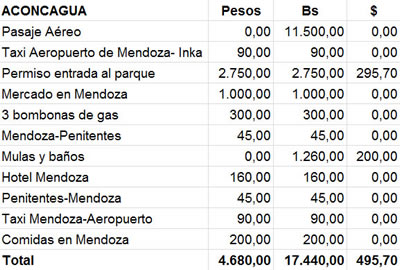 ACONCAGUA Pesos Bs $
Pasaje Aéreo 0,00 11.500,00 0,00
Taxi Aeropuerto de Mendoza- Inka 90,00 90,00 0,00
Permiso entrada al parque 2.750,00 2.750,00 295,70
Mercado en Mendoza 1.000,00 1.000,00 0,00
3 bombonas de gas 300,00 300,00 0,00
Mendoza-Penitentes 45,00 45,00 0,00
Mulas y baños 0,00 1.260,00 200,00
Hotel Mendoza 160,00 160,00 0,00
Penitentes-Mendoza 45,00 45,00 0,00
Taxi Mendoza-Aeropuerto 90,00 90,00 0,00
Comidas en Mendoza 200,00 200,00 0,00
Total 4.680,00 17.440,00 495,70